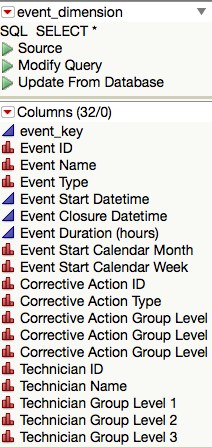 event_dimension
SQL SELECT *
Source
Modify Query
Update From Database
Columns (32/0)
event_key
Event ID
Event Name
Event Type
Event Start Datetime
Event Closure Datetime
Event Duration (hours)
Event Start Calendar Month
Event Start Calendar Week
Corrective Action ID
Corrective Action Type
Corrective Action Group Level
Corrective Action Group Level
Corrective Action Group Level
Technician ID
Technician Name
Technician Group Level 1
Technician Group Level 2
Technician Group Level 3